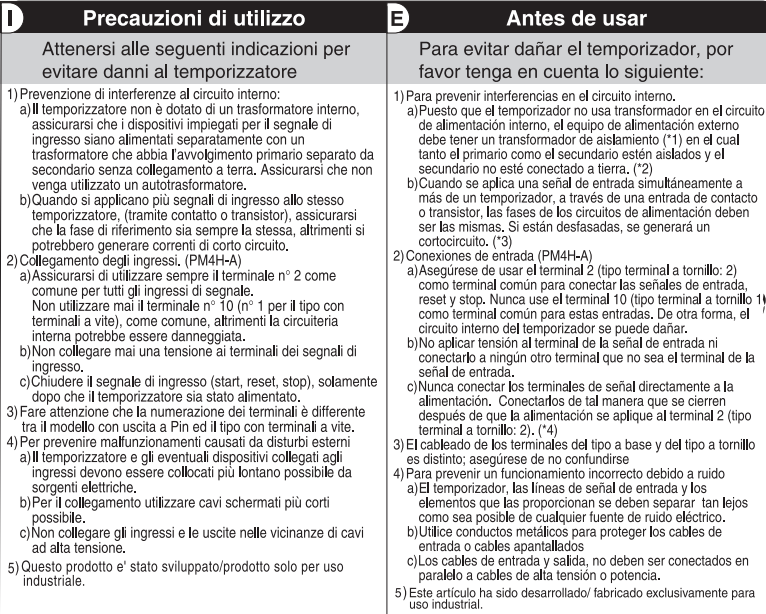 I Precauzioni di utilizzo
Attenersi alle seguenti indicazioni per
evitare danni al temporizzatore
1) Prevenzione di interferenze al circuito interno:
a) Il temporizzatore non è dotato di un trasformatore interno,
assicurarsi che i dispositivi impiegati per il segnale di
ingresso siano alimentati separatamente con un
trasformatore che abbia l'avvolgimento primario separato da
secondario senza collegamento a terra. Assicurarsi che non
venga utilizzato un autotrasformatore.
b) Quando si applicano più segnali di ingresso allo stesso
temporizzatore, (tramite contatto o transistor), assicurarsi
che la fase di riferimento sia sempre la stessa, altrimenti si
potrebbero generare correnti di corto circuito.
2) Collegamento degli ingressi. (PM4H-A)
a) Assicurarsi di utilizzare sempre il terminale n° 2 come
comune per tutti gli ingressi di segnale.
Non utilizzare mai il terminale n° 10 (n° 1 per il tipo con
terminali a vite), come comune, altrimenti la circuiteria
interna potrebbe essere danneggiata.
b) Non collegare mai una tensione ai terminali dei segnali di
ingresso.
c) Chiudere il segnale di ingresso (start, reset, stop), solamente
dopo che il temporizzatore sia stato alimentato.
3) Fare attenzione che la numerazione dei terminali è differente
tra il modello con uscita a Pin ed il tipo con terminali a vite.
4) Per prevenire malfunzionamenti causati da disturbi esterni
a) Il temporizzatore e gli eventuali dispositivi collegati agli
ingressi devono essere collocati più lontano possibile da
sorgenti elettriche.
b) Per il collegamento utilizzare cavi schermati più corti
possibile.
c) Non collegare gli ingressi e le uscite nelle vicinanze di cavi
ad alta tensione.
5) Questo prodotto e' stato sviluppato/prodotto solo per uso
industriale.
E Antes de usar
Para evitar dañar el temporizador, por
favor tenga en cuenta lo siguiente:
1) Para prevenir interferencias en el circuito interno.
a) Puesto que el temporizador no usa transformador en el circuito
de alimentación interno, el equipo de alimentación externo
debe tener un transformador de aislamiento (*1) en el cual
tanto el primario como el secundario estén aislados y el
secundario no esté conectado a tierra. (*2)
b) Cuando se aplica una señal de entrada simultáneamente a
más de un temporizador, a través de una entrada de contacto
o transistor, las fases de los circuitos de alimentación deben
ser las mismas. Si están desfasadas, se generará un
cortocircuito. (*3)
2) Conexiones de entrada (PM4H-A)
a) Asegúrese de usar el terminal 2 (tipo terminal a tornillo: 2)
como terminal común para conectar las señales de entrada,
reset y stop. Nunca use el terminal 10 (tipo terminal a tornillo 1)
como terminal común para estas entradas. De otra forma, el
circuito interno del temporizador se puede dañar.
b) No aplicar tensión al terminal de la señal de entrada ni
conectarlo a ningún otro terminal que no sea el terminal de la
señal de entrada.
c) Nunca conectar los terminales de señal directamente a la
alimentación. Conectarlos de tal manera que se cierren
después de que la alimentación se aplique al terminal 2 (tipo
terminal a tornillo: 2). (*4)
3) El cableado de los terminales del tipo a base y del tipo a tornillo
es distinto; asegúrese de no confundirse
4) Para prevenir un funcionamiento incorrecto debido a ruido
a) El temporizador, las líneas de señal de entrada y los
elementos que las proporcionan se deben separar tan lejos
como sea posible de cualquier fuente de ruido eléctrico.
b) Utilice conductos metálicos para proteger los cables de
entrada o cables apantallados
c) Los cables de entrada y salida, no deben ser conectados en
paralelo a cables de alta tensión o potencia.
5) Este artículo ha sido desarrollado/ fabricado exclusivamente para
uso industrial.